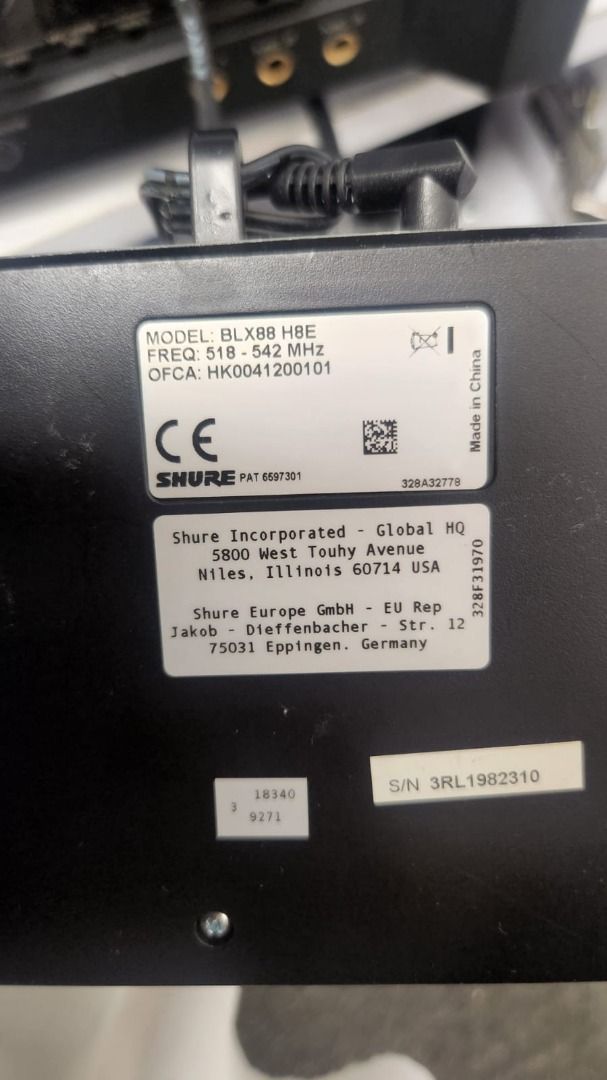 MODEL: BLX88 H8E
FREQ: 518 - 542 MHz
OFCA: HK0041200101
Made in China
CE
SHURE PAT 6597301
328A32778
Shure Incorporated - Global HQ
5800 West Touhy Avenue
Niles, Illinois 60714 USA
Shure Europe GmbH - EU Rep
Jakob - Dieffenbacher - Str. 12
75031 Eppingen. Germany
328F31970
18340
3
9271
S/N 3RL1982310